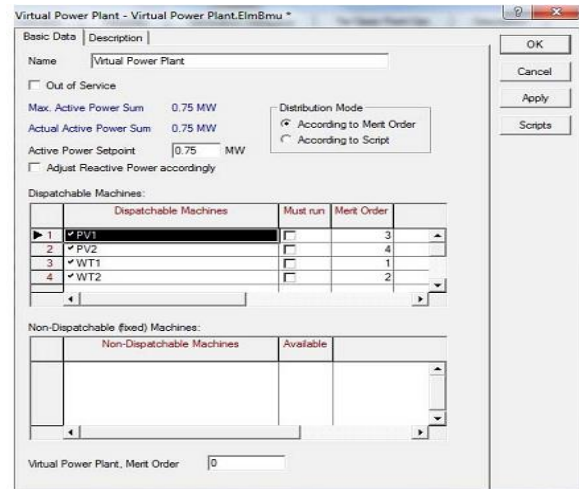 Virtual Power Plant - Virtual Power Plant.ElmBmu *
Basic Data Description
OK
Name Virtual Power Plant
Cancel
Out of Service
Apply
Max. Active Power Sum 0.75 MW
Distribution Mode
Scripts
According to Merit Order
Actual Active Power Sum 0.75 MW
According to Script
Active Power Setpoint 0.75 MW
Adjust Reactive Power accordingly
Dispatchable Machines:
Dispatchable Machines Must run Merit Order
1 PV1 3
2 PV2 4
3 WT1 1
4 WT2 2
Non-Dispatchable (fixed) Machines:
Non-Dispatchable Machines Available
Virtual Power Plant, Merit Order 0